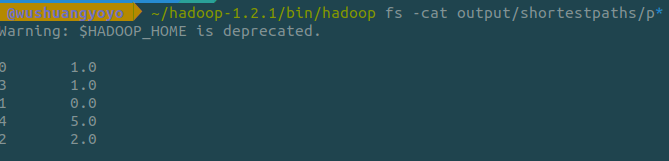 @wushuangyoyo ~/hadoop-1.2.1/bin/hadoop fs -cat output/shortestpaths/p*
Warning: $HADOOP_HOME is deprecated.
0 1.0
3 1.0
1 0.0
4 5.0
2 2.0